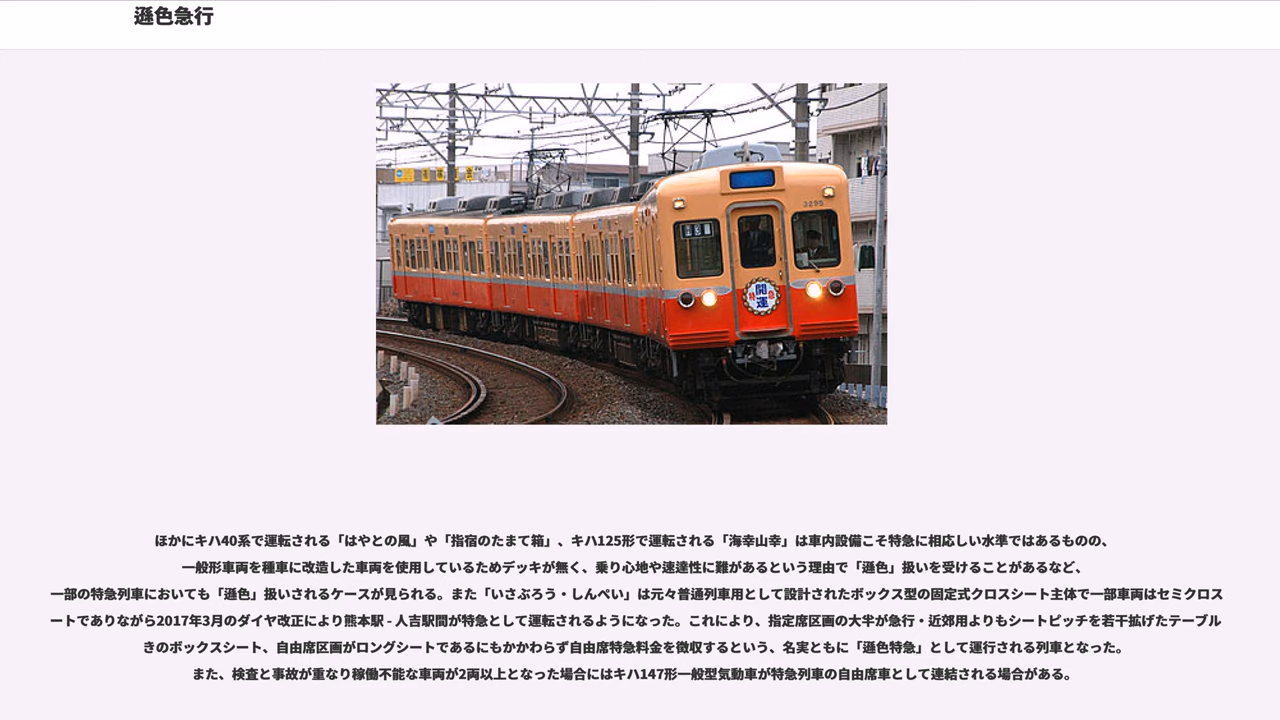 遜色急行
3295
開運
特急
ほかにキハ40系で運転される「はやとの風」や「指宿のたまて箱」、キハ125形で運転される「海幸山幸」は車内設備こそ特急に相応しい水準ではあるものの、
一般形車両を種車に改造した車両を使用しているためデッキが無く、乗り心地や速達性に難があるという理由で「遜色」扱いを受けることがあるなど、
一部の特急列車においても「遜色」扱いされるケースが見られる。また「いさぶろう・しんぺい」は元々普通列車用として設計されたボックス型の固定式クロスシート主体で一部車両はセミクロス
ートでありながら2017年3月のダイヤ改正により熊本駅 - 人吉駅間が特急として運転されるようになった。これにより、指定席区画の大半が急行・近郊用よりもシートピッチを若干拡げたテーブル
きのボックスシート、自由席区画がロングシートであるにもかかわらず自由席特急料金を徴収するという、名実ともに「遜色特急」として運行される列車となった。
また、検査と事故が重なり稼働不能な車両が2両以上となった場合にはキハ147形一般型気動車が特急列車の自由席車として連結される場合がある。